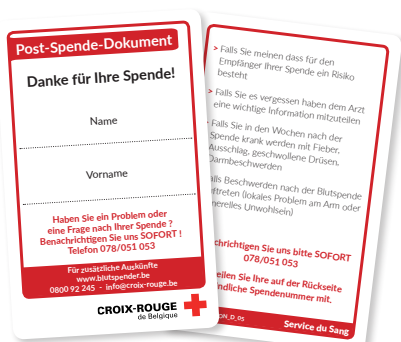 Post-Spende-Dokument
Danke für Ihre Spende!
Name
Vorname
Haben Sie ein Problem oder
eine Frage nach Ihrer Spende ?
Benachrichtigen Sie uns SOFORT !
Telefon 078/051 053
Für zusätzliche Auskünfte
www.blutspender.be
0800 92 245 - info@croix-rouge.be
CROIX-ROUGE
de Belgique
> Falls Sie meinen dass für den
Empfänger Ihrer Spende ein Risiko
besteht
> Falls Sie es vergessen haben dem Arzt
eine wichtige Information mitzuteilen
Falls Sie in den Wochen nach der
Spende krank werden mit Fieber,
Ausschlag, geschwollene Drüsen,
Darmbeschwerden
Beschwerden nach der Blutspende
(lokales Problem am Arm oder
Unwohlsein)
Sie uns bitte SOFORT
078/051 053
Sie Ihre auf der Rückseite
Spendenummer mit.
Service du Sang